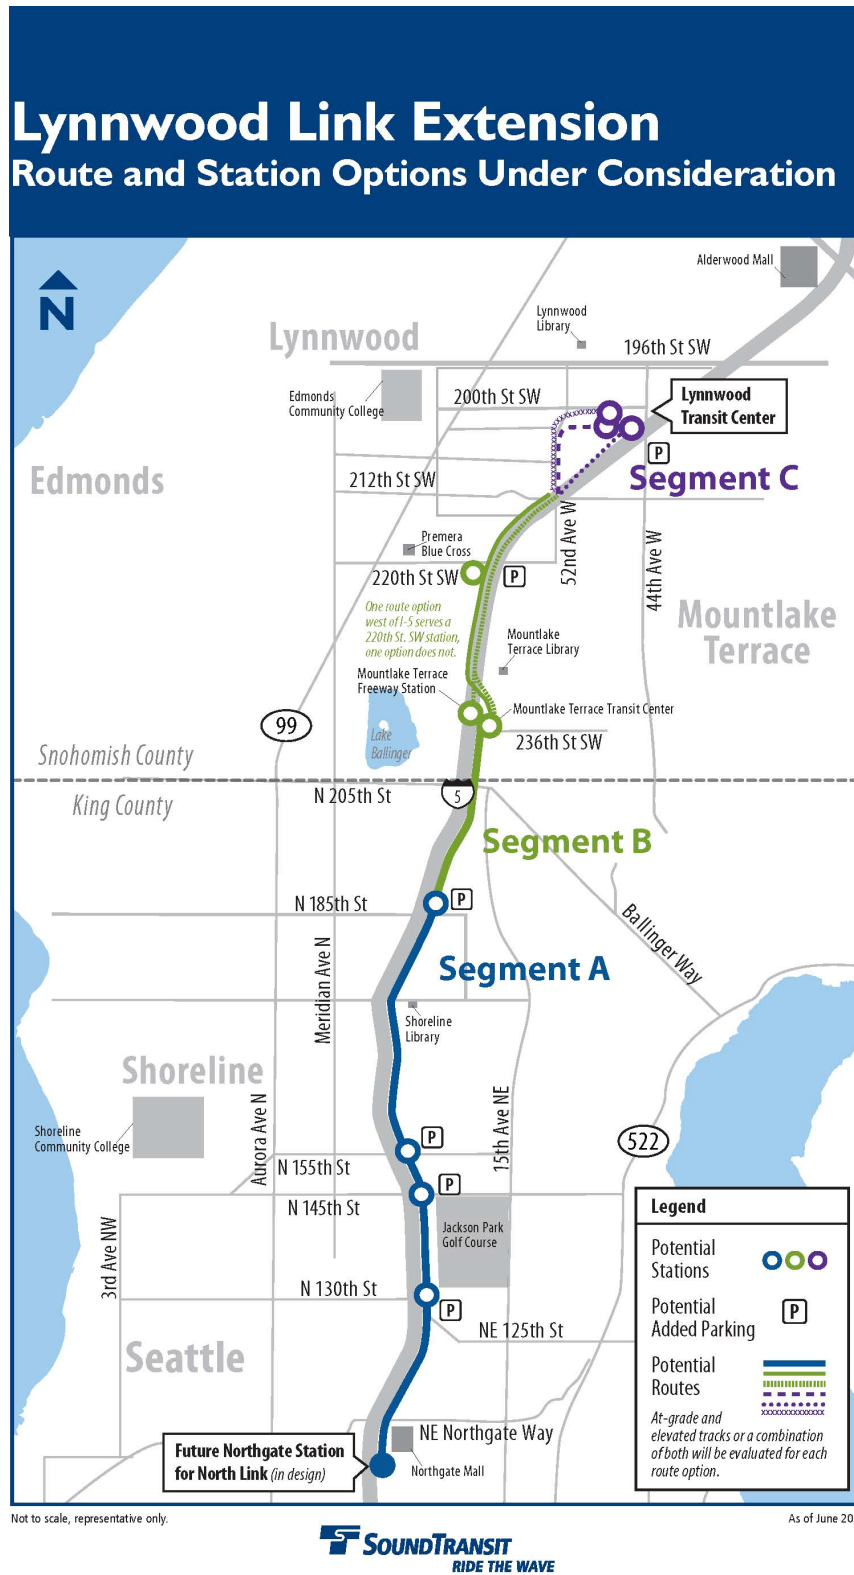 Lynnwood Link Extension
Route and Station Options Under Consideration
Alderwood Mall
N
Lynnwood
Library
Lynnwood
196th St SW
Edmonds
Community College
200th St SW
Lynnwood
Transit Center
P
Segment C
Edmonds
212th St SW
52nd Ave W
44th Ave W
Premera
Blue Cross
220th St SW
P
One route option
west of I-5 serves a
220th St. SW station,
one option does not.
Mountlake
Terrace
Mountlake
Terrace Library
Mountlake Terrace
Freeway Station
Mountlake Terrace Transit Center
99
Lake
Ballinger
236th St SW
Snohomish County
King County
N 205th St
5
Segment B
N 185th St
P
Ballinger Way
Meridian Ave N
Segment A
Shoreline
Library
Shoreline
Aurora Ave N
15th Ave NE
Shoreline
Community College
P
522
N 155th St
P
N 145th St
3rd Ave NW
Jackson Park
Golf Course
N 130th St
P
NE 125th St
Seattle
NE Northgate Way
Future Northgate Station
for North Link (in design)
Northgate Mall
Legend
Potential
Stations
Potential
Added Parking
P
Potential
Routes
At-grade and
elevated tracks or a combination
of both will be evaluated for each
route option.
Not to scale, representative only.
As of June 20
SOUNDTRANSIT
RIDE THE WAVE